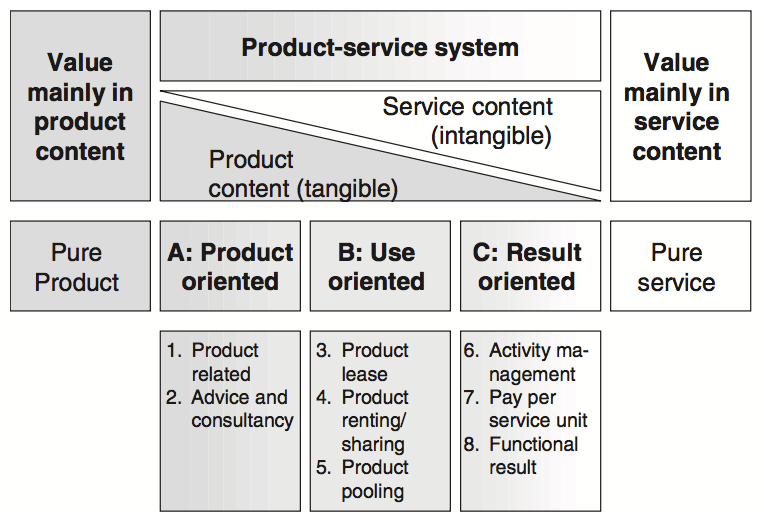 Value
mainly in
product
content
Product-service system
Service content
(intangible)
Product
content (tangible)
Value
mainly in
service
content
Pure
Product
A: Product
oriented
B: Use
oriented
C: Result
oriented
Pure
service
1. Product
related
2. Advice and
consultancy
3. Product
lease
4. Product
renting/
sharing
5. Product
pooling
6. Activity ma-
nagement
7. Pay per
service unit
8. Functional
result